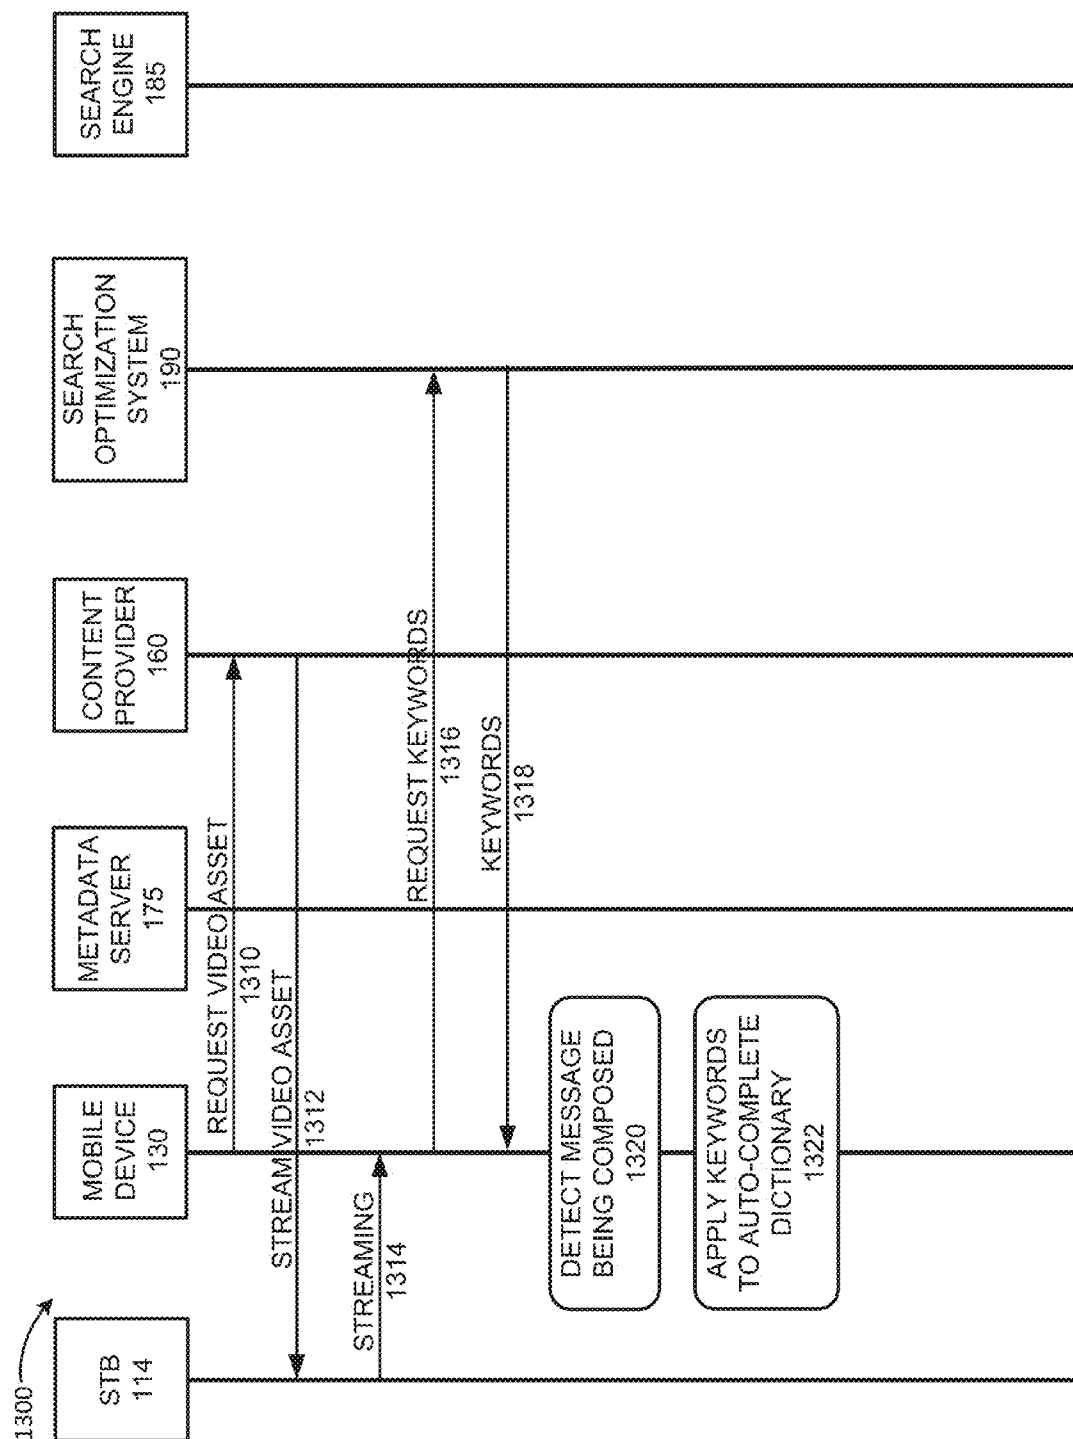 1300
STB
114
MOBILE
DEVICE
130
METADATA
SERVER
175
CONTENT
PROVIDER
160
SEARCH
OPTIMIZATION
SYSTEM
190
SEARCH
ENGINE
185
REQUEST VIDEO ASSET
1310
STREAM VIDEO ASSET
1312
STREAMING
1314
REQUEST KEYWORDS
1316
KEYWORDS
1318
DETECT MESSAGE
BEING COMPOSED
1320
APPLY KEYWORDS
TO AUTO-COMPLETE
DICTIONARY
1322